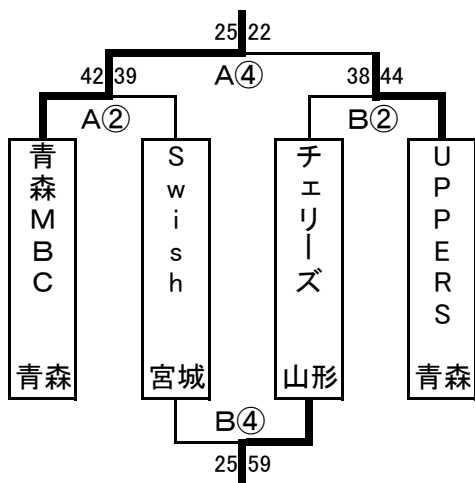 25 22
A④
42 39
38 44
A②
B②
青森MBC
青森
Swish
宮城
チェリーズ
山形
UPPERS
青森
B④
25 59